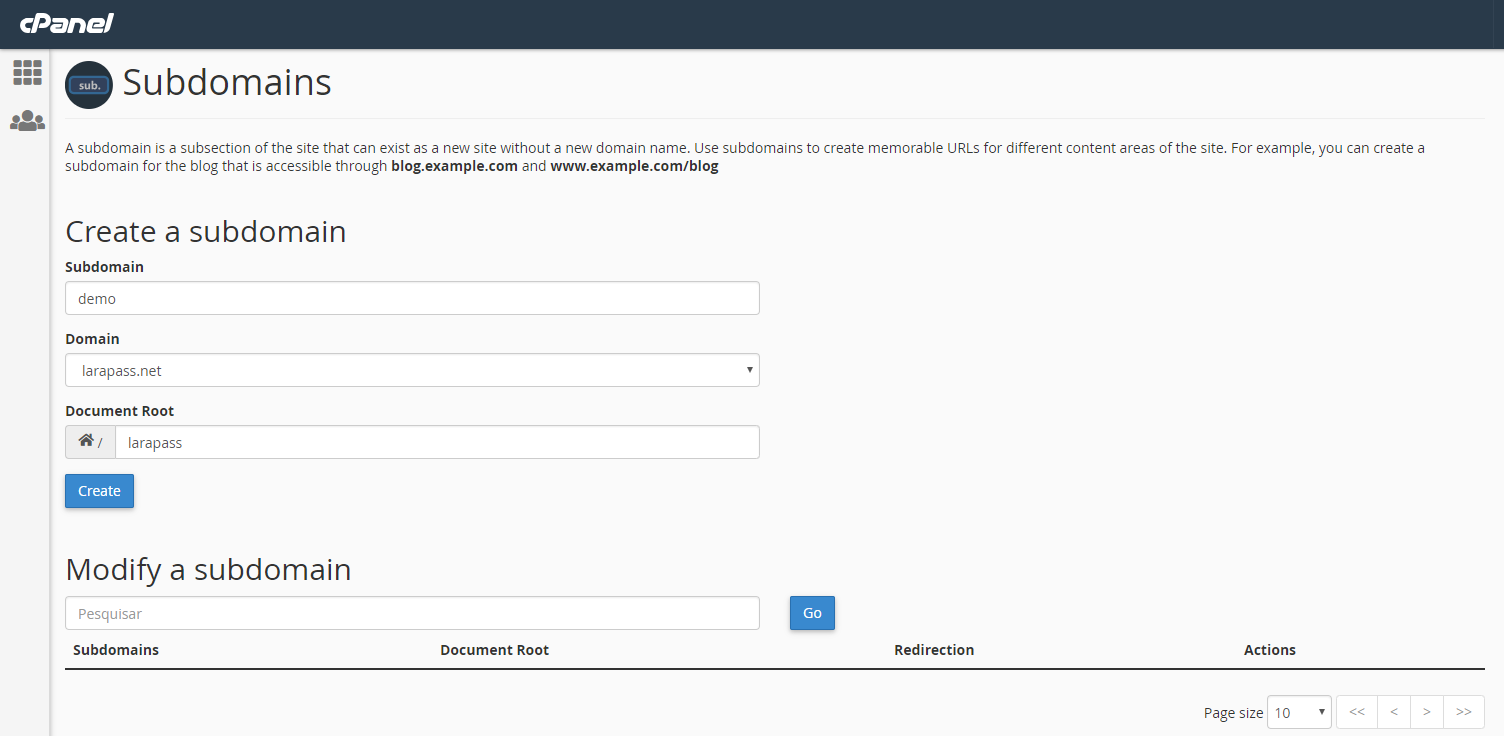 cPanel
sub.
Subdomains
A subdomain is a subsection of the site that can exist as a new site without a new domain name. Use subdomains to create memorable URLs for different content areas of the site. For example, you can create a
subdomain for the blog that is accessible through blog.example.com and www.example.com/blog
Create a subdomain
Subdomain
demo
Domain
larapass.net
Document Root
/ larapass
Create
Modify a subdomain
Pesquisar Go
Subdomains Document Root Redirection Actions
Page size 10 << < > >>